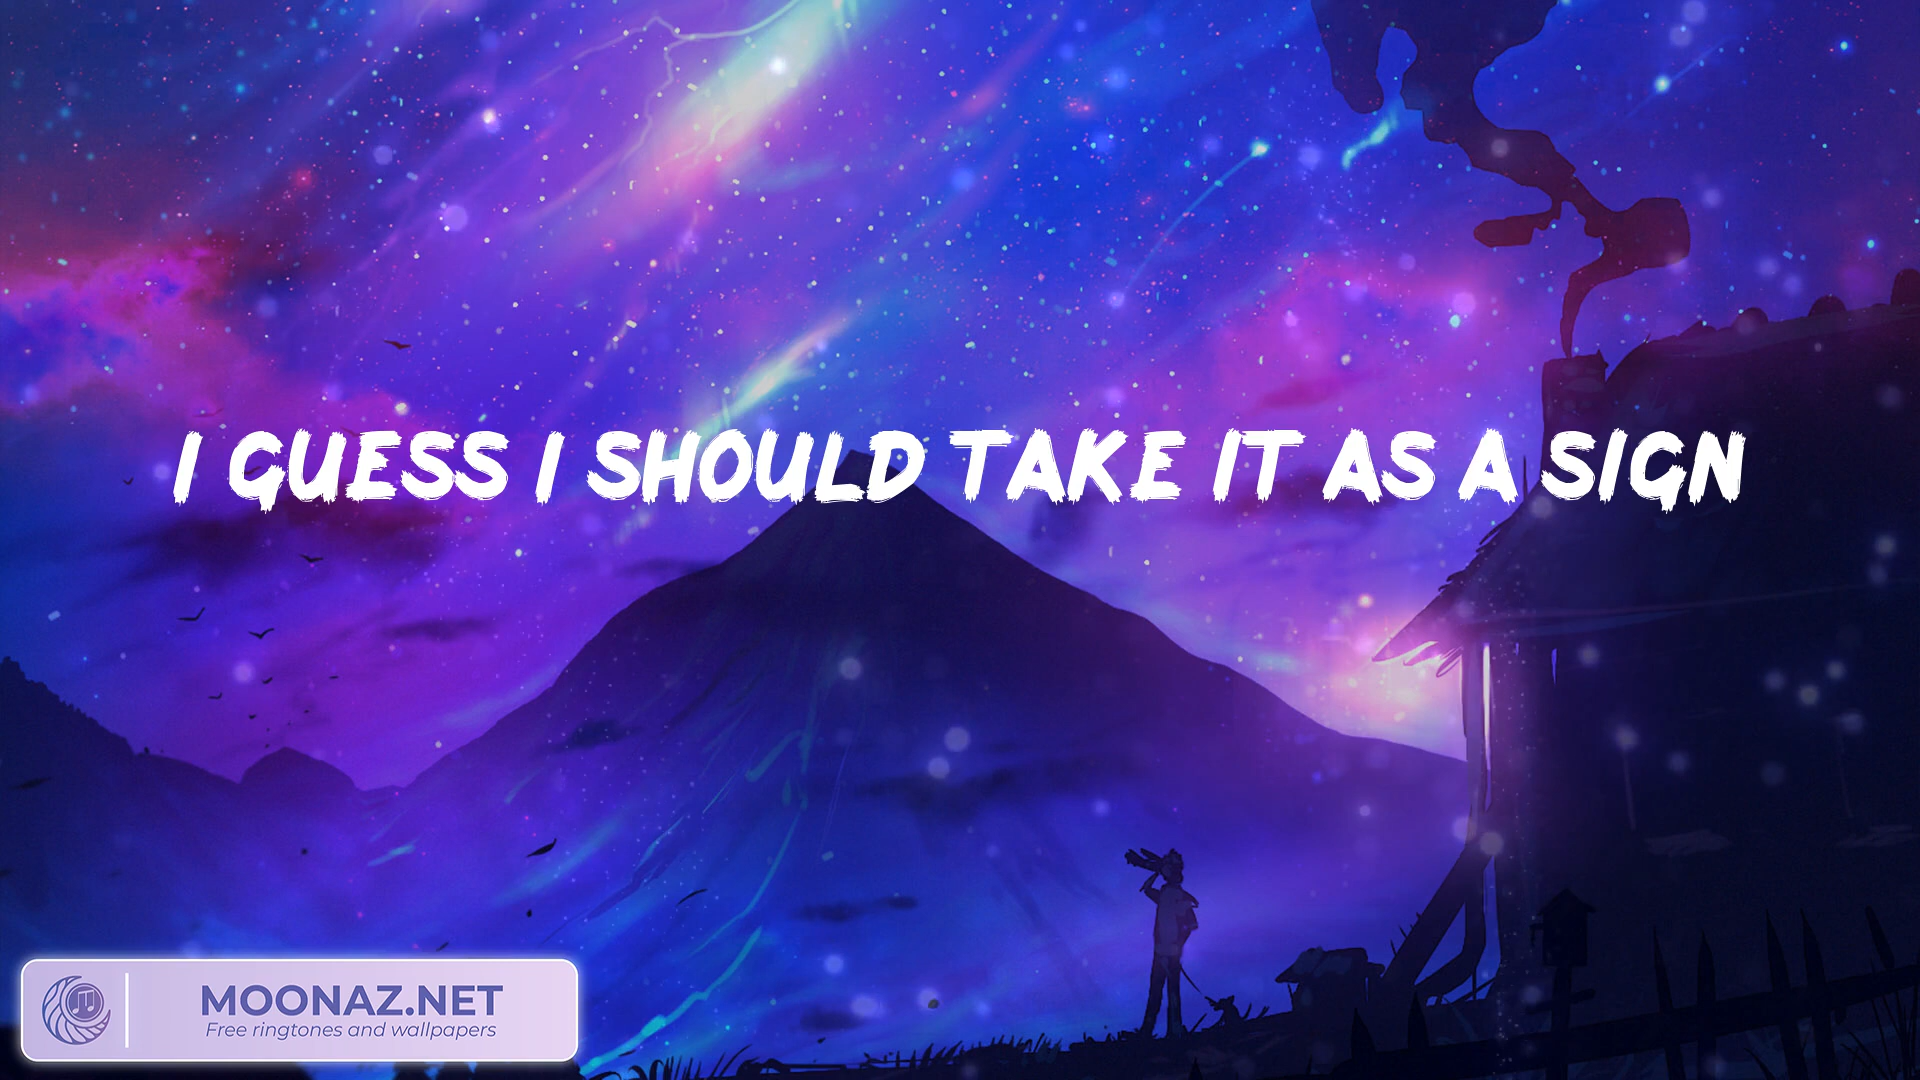 I GUESS I SHOULD TAKE IT AS A SIGN
MOONAZ.NET
Free ringtones and wallpapers